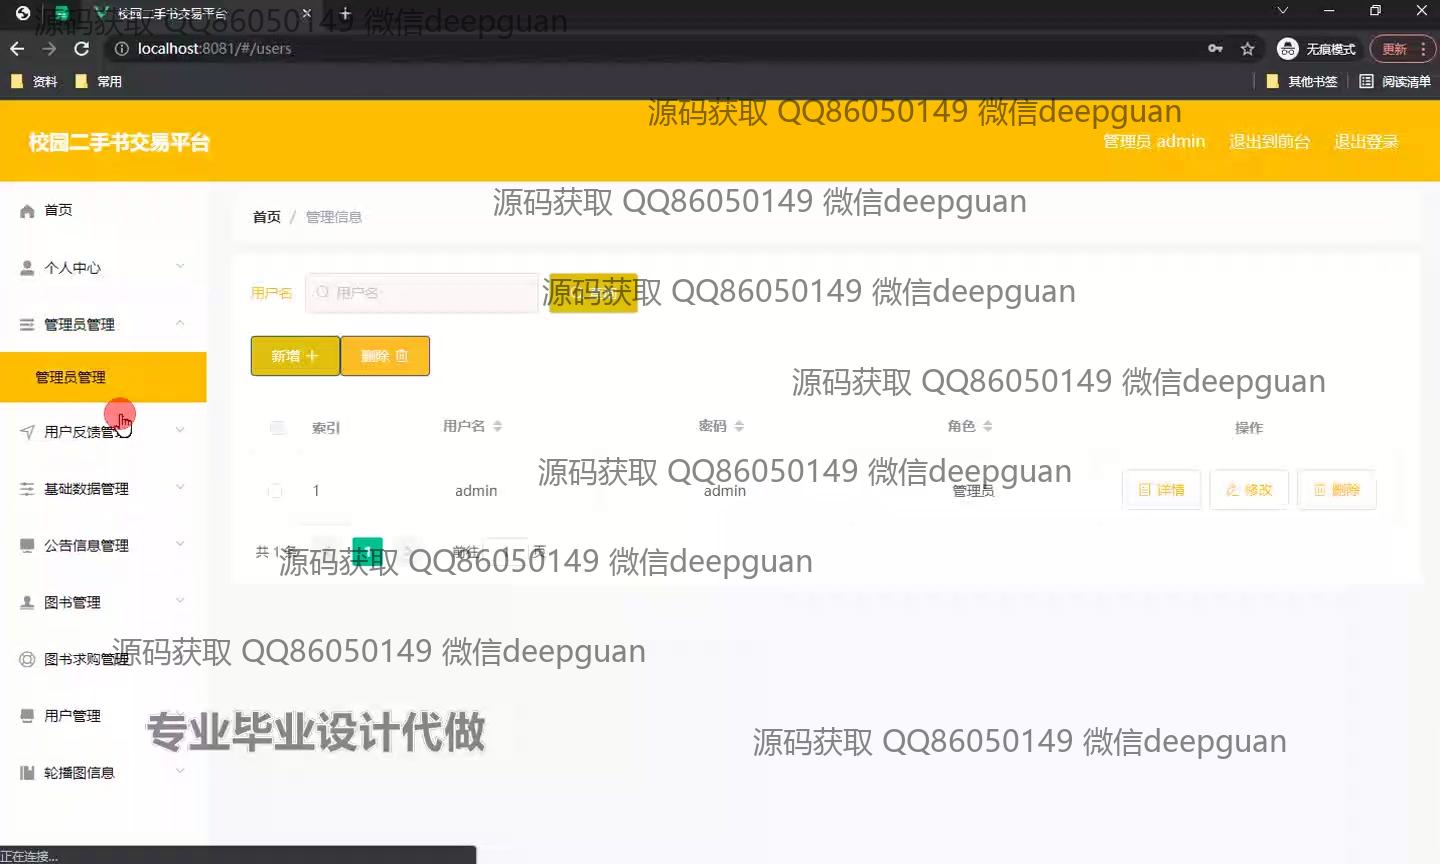 校园二手书交易平台
源码获取 QQ86050149 微信deepguan
localhost:8081/#/users
无痕模式
更新
资料
常用
其他书签
阅读清单
源码获取 QQ86050149 微信deepguan
校园二手书交易平台
管理员 admin
退出到前台
退出登录
首页
源码获取 QQ86050149 微信deepguan
首页 / 管理信息
个人中心
用户名
用户名
源码获取 QQ86050149 微信deepguan
管理员管理
新增
删除
管理员管理
源码获取 QQ86050149 微信deepguan
用户反馈管
索引
用户名
密码
角色
操作
源码获取 QQ86050149 微信deepguan
基础数据管理
1
admin
admin
管理员
详情
修改
删除
公告信息管理
共 1 条
1
前往
1
页
源码获取 QQ86050149 微信deepguan
图书管理
图书求购管理
源码获取 QQ86050149 微信deepguan
用户管理
专业毕业设计代做
源码获取 QQ86050149 微信deepguan
轮播图信息
正在连接...